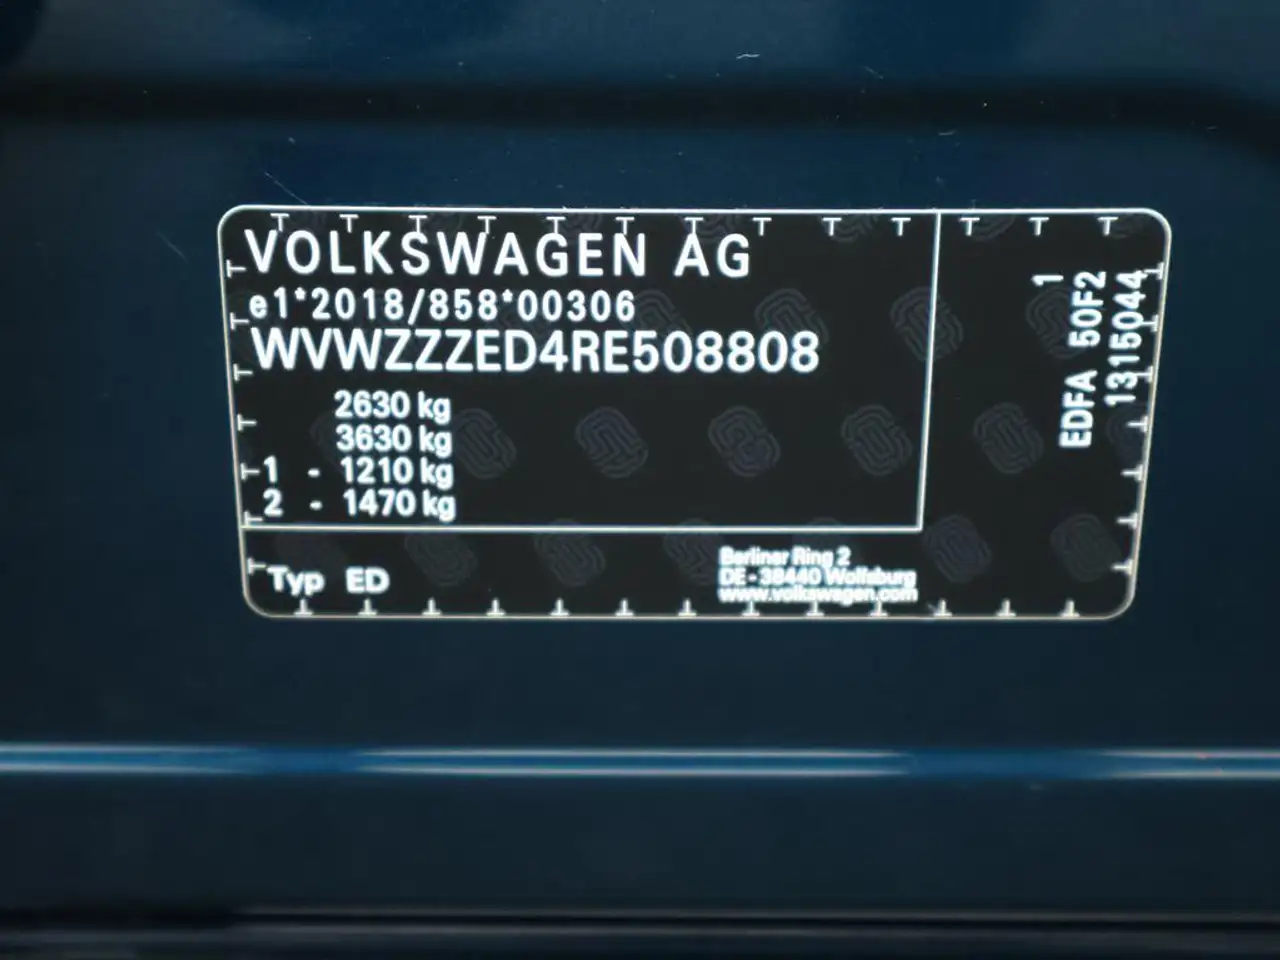 VOLKSWAGEN AG
e1*2018/858*00306
WVWZZZED4RE508808
2630 kg
3630 kg
1 - 1210 kg
2 - 1470 kg
Typ ED
Berliner Ring 2
DE-38440 Wolfsburg
www.volkswagen.com
1
EDFA 50F2
1315044